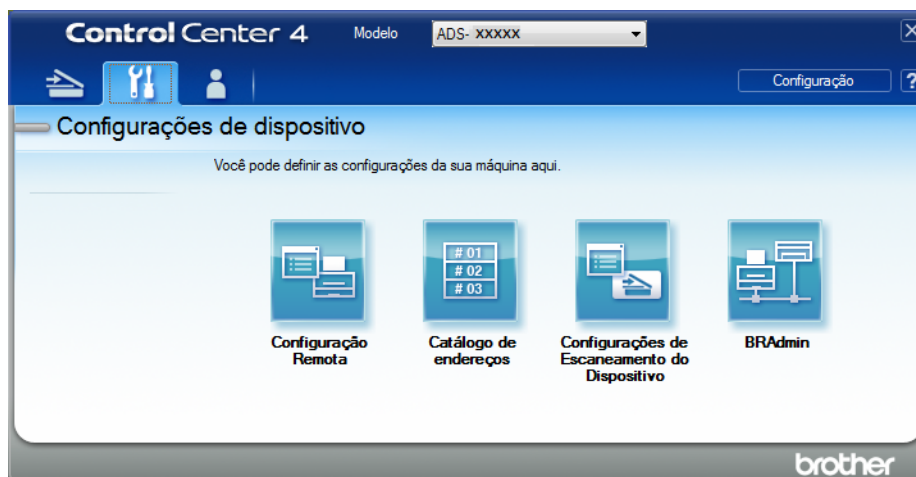 Control Center 4
Modelo
ADS- XXXXX
Configuração
?
Configurações de dispositivo
Você pode definir as configurações da sua máquina aqui.
# 01
# 02
# 03
Configuração
Remota
Catálogo de
endereços
Configurações de
Escaneamento do
Dispositivo
BRAdmin
brother